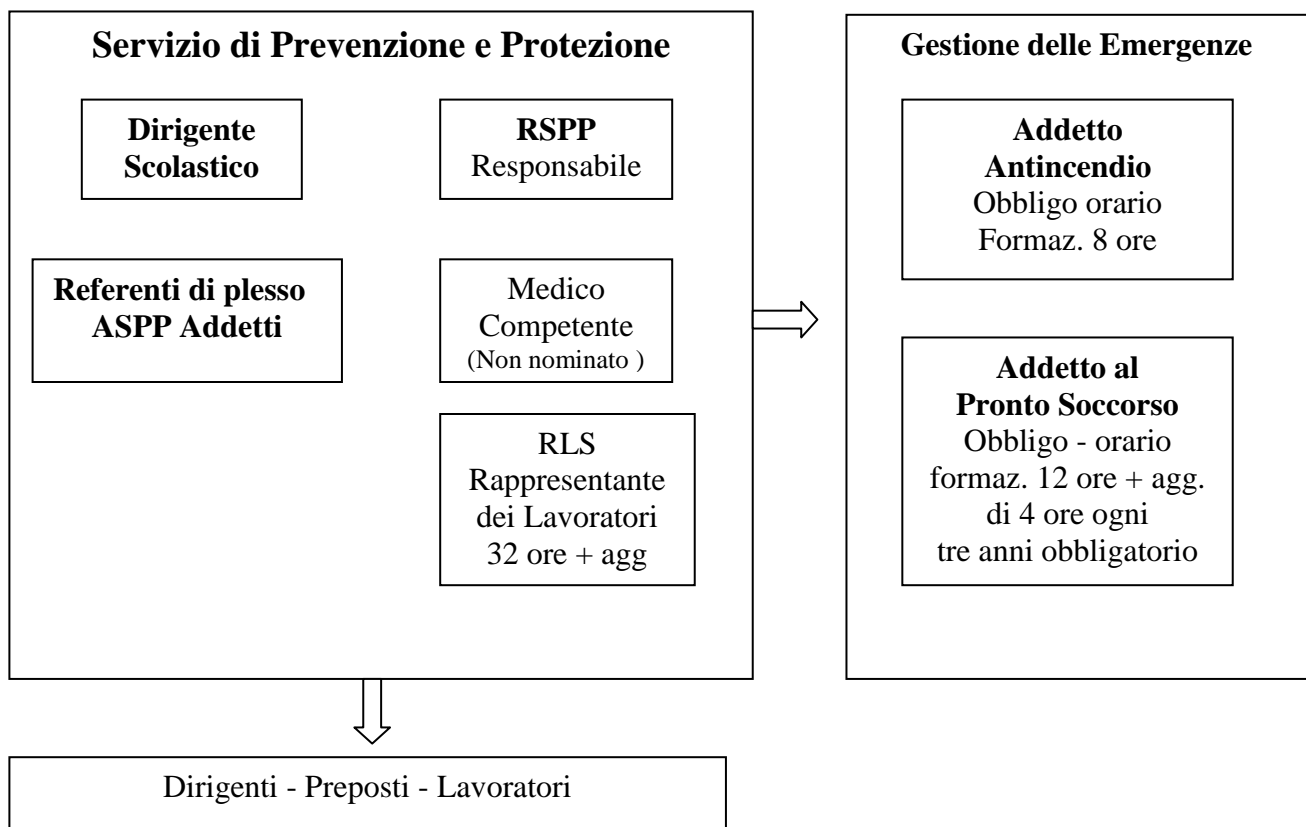 Servizio di Prevenzione e Protezione
Dirigente
Scolastico
RSPP
Responsabile
Referenti di plesso
ASPP Addetti
Medico
Competente
(Non nominato )
RLS
Rappresentante
dei Lavoratori
32 ore + agg
Gestione delle Emergenze
Addetto
Antincendio
Obbligo orario
Formaz. 8 ore
Addetto al
Pronto Soccorso
Obbligo - orario
formaz. 12 ore + agg.
di 4 ore ogni
tre anni obbligatorio
Dirigenti - Preposti - Lavoratori